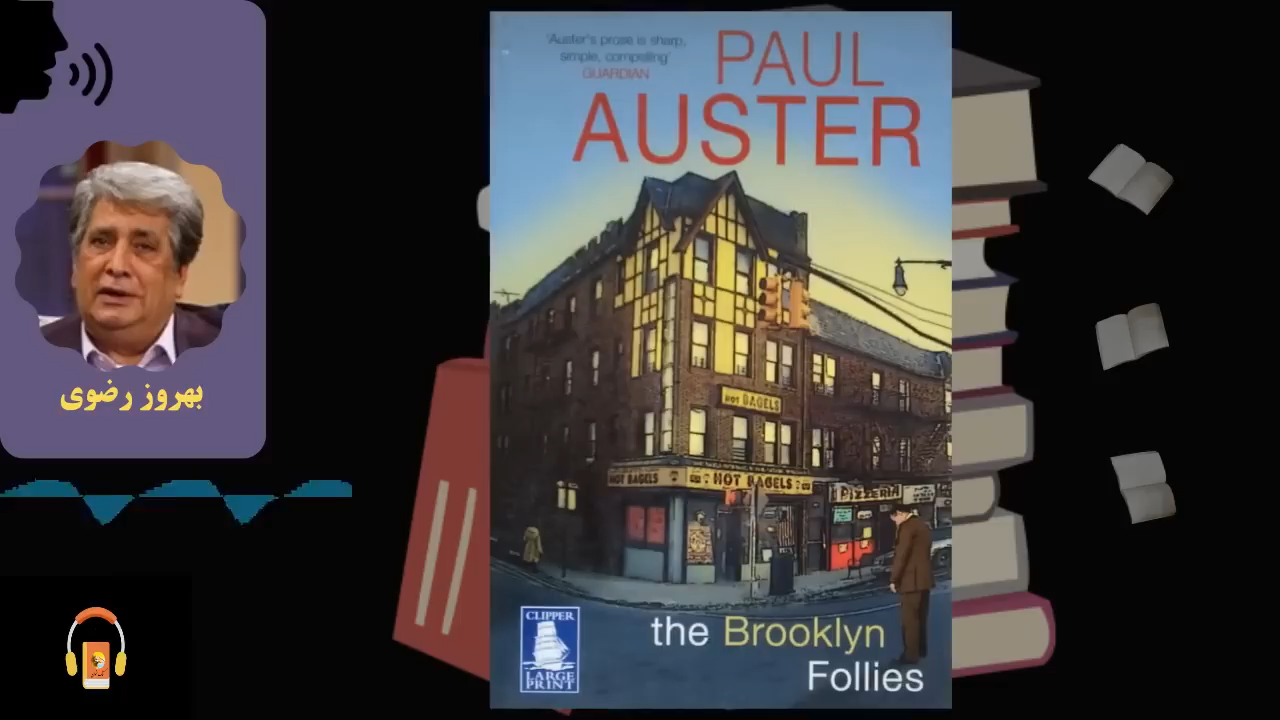 بهروز رضوی
'Auster's prose is sharp,
simple, compelling'
GUARDIAN
PAUL
AUSTER
HOT BAGELS
HOT BAGELS
HOT BAGELS
PIZZERIA
the Brooklyn
Follies
CLIPPER
LARGE
PRINT